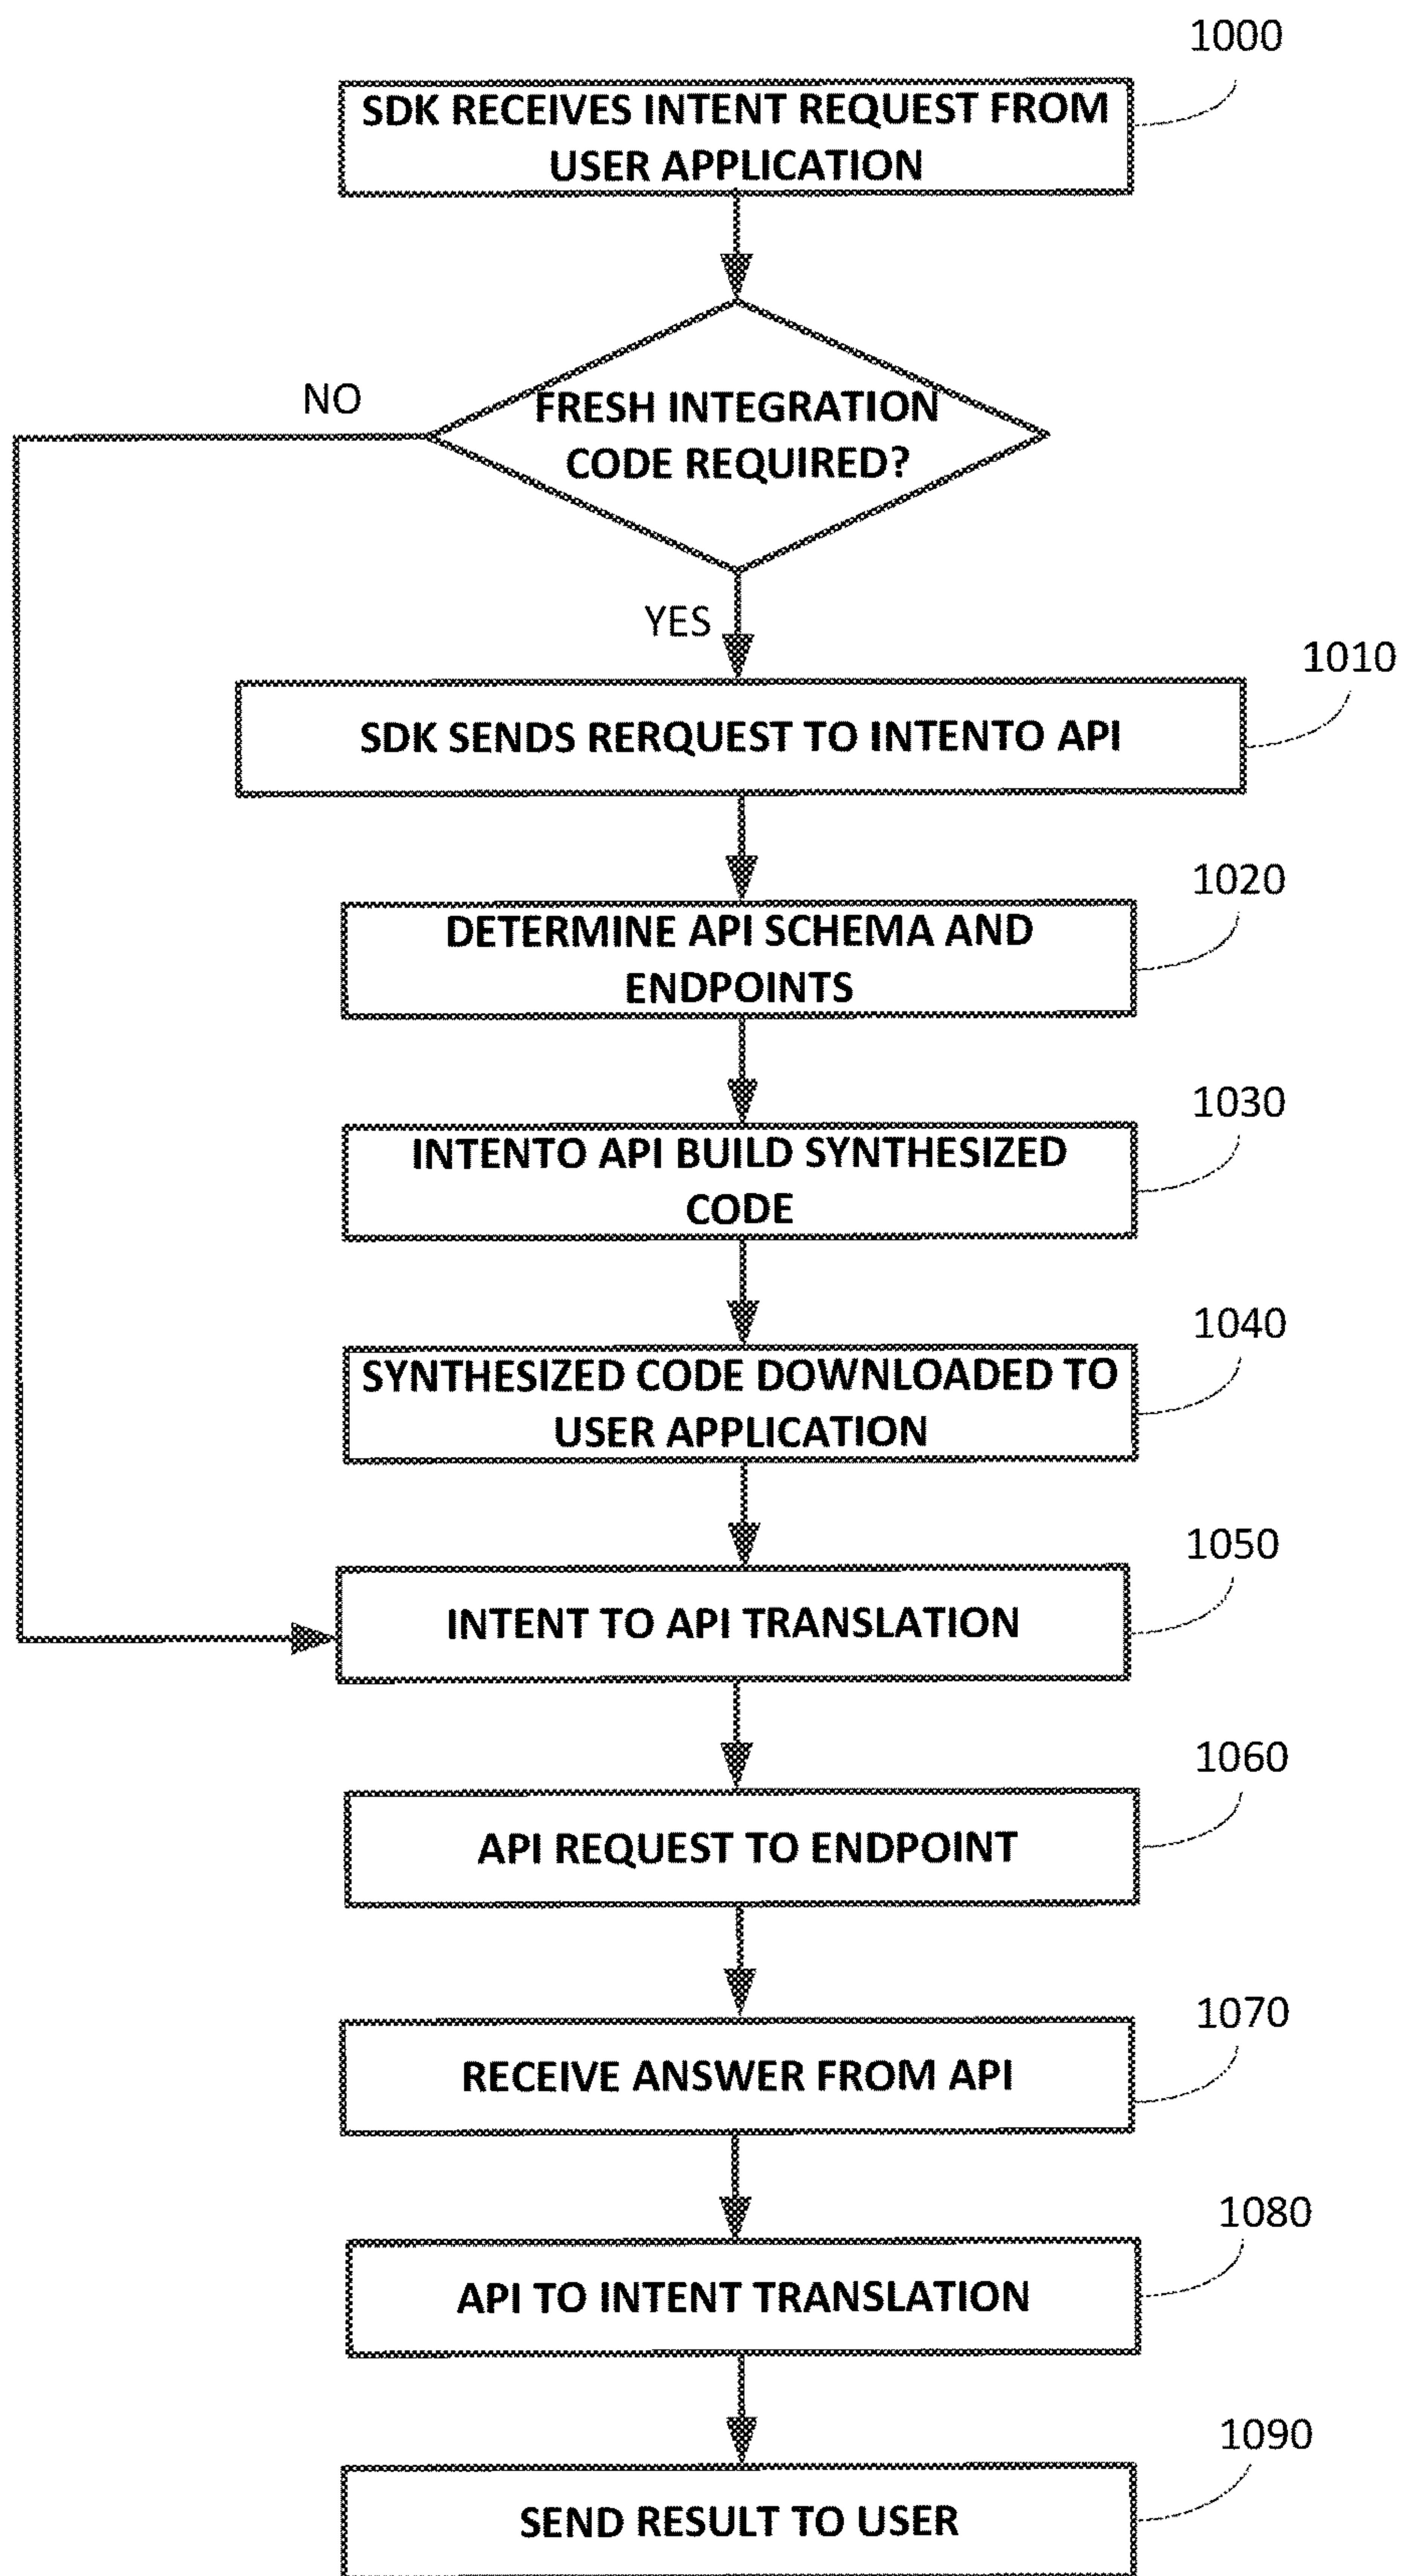 1000
SDK RECEIVES INTENT REQUEST FROM
USER APPLICATION
NO
FRESH INTEGRATION
CODE REQUIRED?
YES
1010
SDK SENDS RERQUEST TO INTENTO API
1020
DETERMINE API SCHEMA AND
ENDPOINTS
1030
INTENTO API BUILD SYNTHESIZED
CODE
1040
SYNTHESIZED CODE DOWNLOADED TO
USER APPLICATION
1050
INTENT TO API TRANSLATION
1060
API REQUEST TO ENDPOINT
1070
RECEIVE ANSWER FROM API
1080
API TO INTENT TRANSLATION
1090
SEND RESULT TO USER